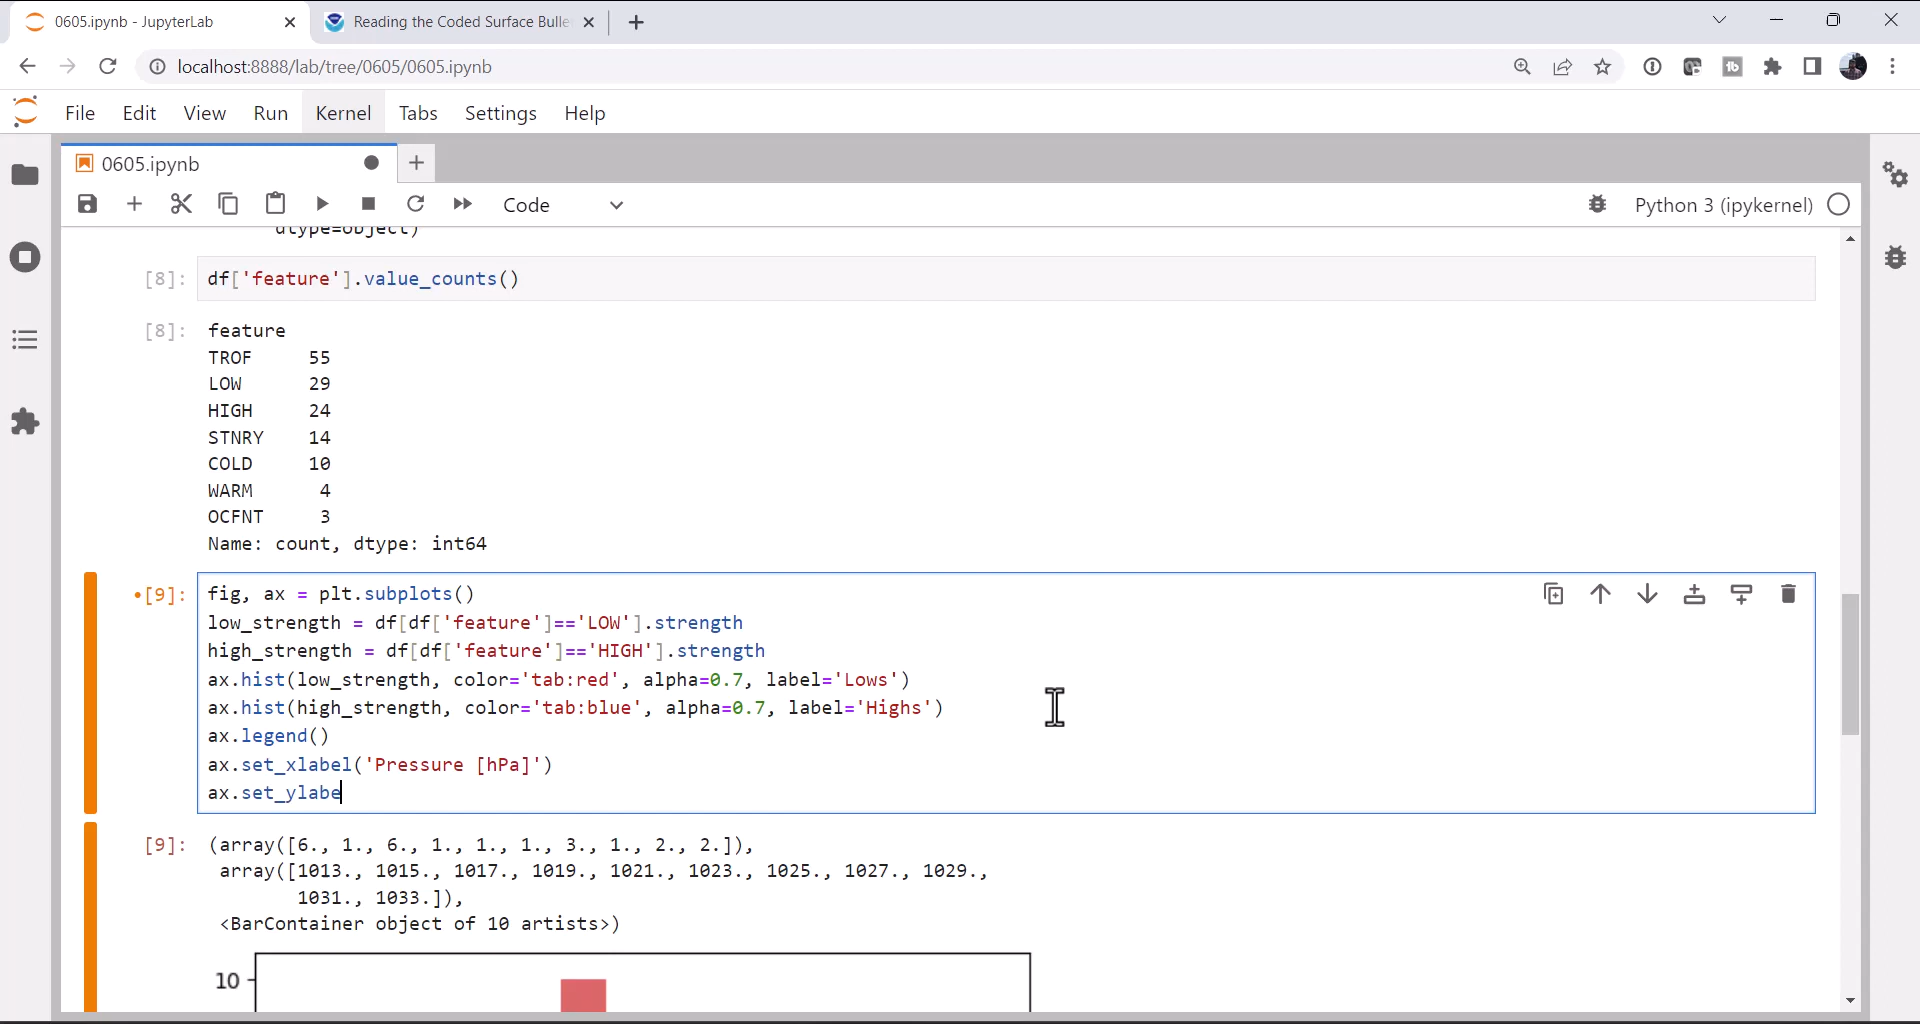 0605.ipynb - JupyterLab
Reading the Coded Surface Bulle
localhost:8888/lab/tree/0605/0605.ipynb
File Edit View Run Kernel Tabs Settings Help
0605.ipynb
Code
Python 3 (ipykernel)
dtype=object)
[8]: df['feature'].value_counts()
[8]: feature
TROF 55
LOW 29
HIGH 24
STNRY 14
COLD 10
WARM 4
OCFNT 3
Name: count, dtype: int64
•[9]: fig, ax = plt.subplots()
low_strength = df[df['feature']=='LOW'].strength
high_strength = df[df['feature']=='HIGH'].strength
ax.hist(low_strength, color='tab:red', alpha=0.7, label='Lows')
ax.hist(high_strength, color='tab:blue', alpha=0.7, label='Highs')
ax.legend()
ax.set_xlabel('Pressure [hPa]')
ax.set_ylabe
[9]: (array([6., 1., 6., 1., 1., 1., 3., 1., 2., 2.]),
array([1013., 1015., 1017., 1019., 1021., 1023., 1025., 1027., 1029.,
1031., 1033.]),
<BarContainer object of 10 artists>)
10